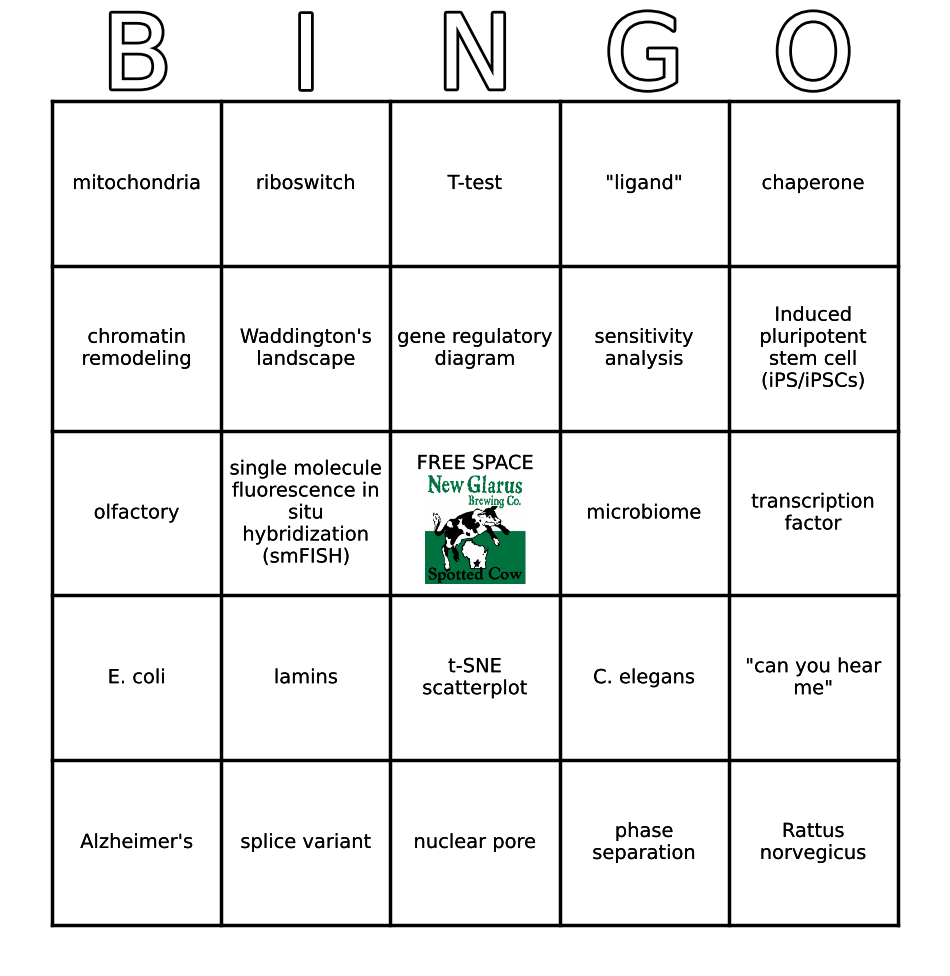 B I N G O
mitochondria
riboswitch
T-test
"ligand"
chaperone
chromatin
remodeling
Waddington's
landscape
gene regulatory
diagram
sensitivity
analysis
Induced
pluripotent
stem cell
(iPS/iPSCs)
olfactory
single molecule
fluorescence in
situ
hybridization
(smFISH)
FREE SPACE
New Glarus
Brewing Co.
Spotted Cow
microbiome
transcription
factor
E. coli
lamins
t-SNE
scatterplot
C. elegans
"can you hear
me"
Alzheimer's
splice variant
nuclear pore
phase
separation
Rattus
norvegicus